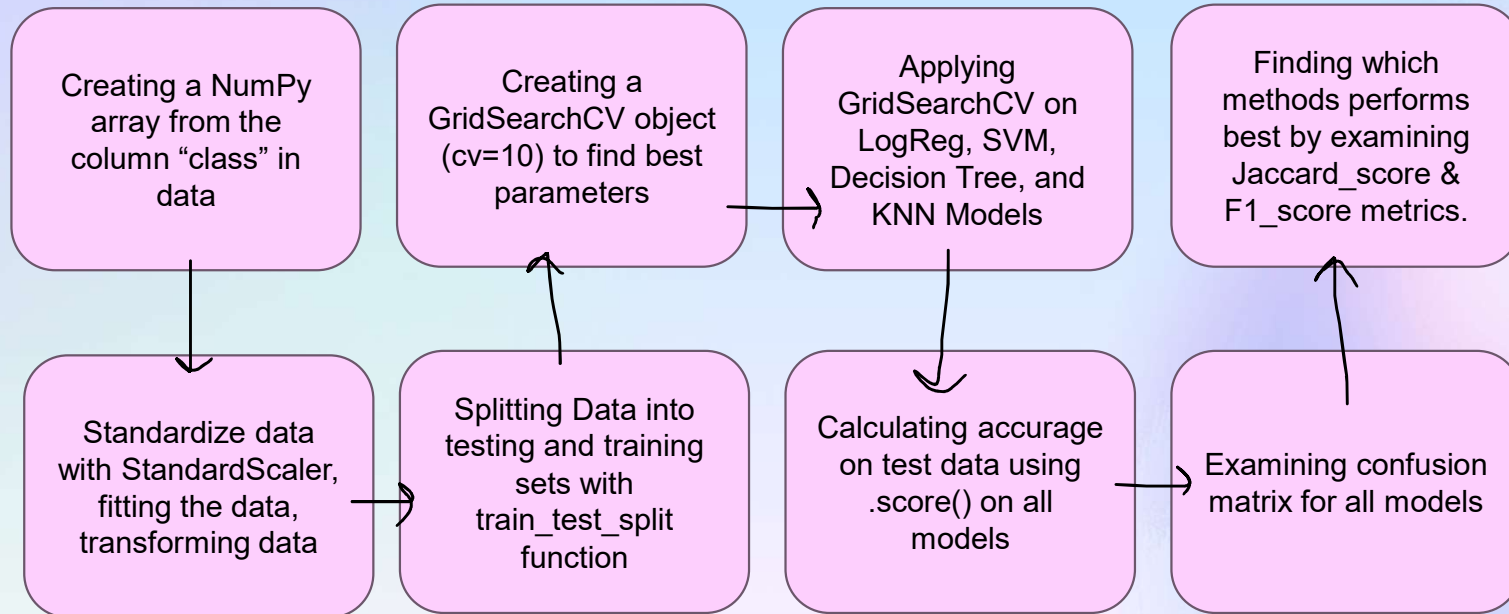 Creating a NumPy
array from the
column “class” in
data
Standardize data
with StandardScaler,
fitting the data,
transforming data
Splitting Data into
testing and training
sets with
train_test_split
function
Creating a
GridSearchCV object
(cv=10) to find best
parameters
Applying
GridSearchCV on
LogReg, SVM,
Decision Tree, and
KNN Models
Calculating accurage
on test data using
.score() on all
models
Examining confusion
matrix for all models
Finding which
methods performs
best by examining
Jaccard_score &
F1_score metrics.